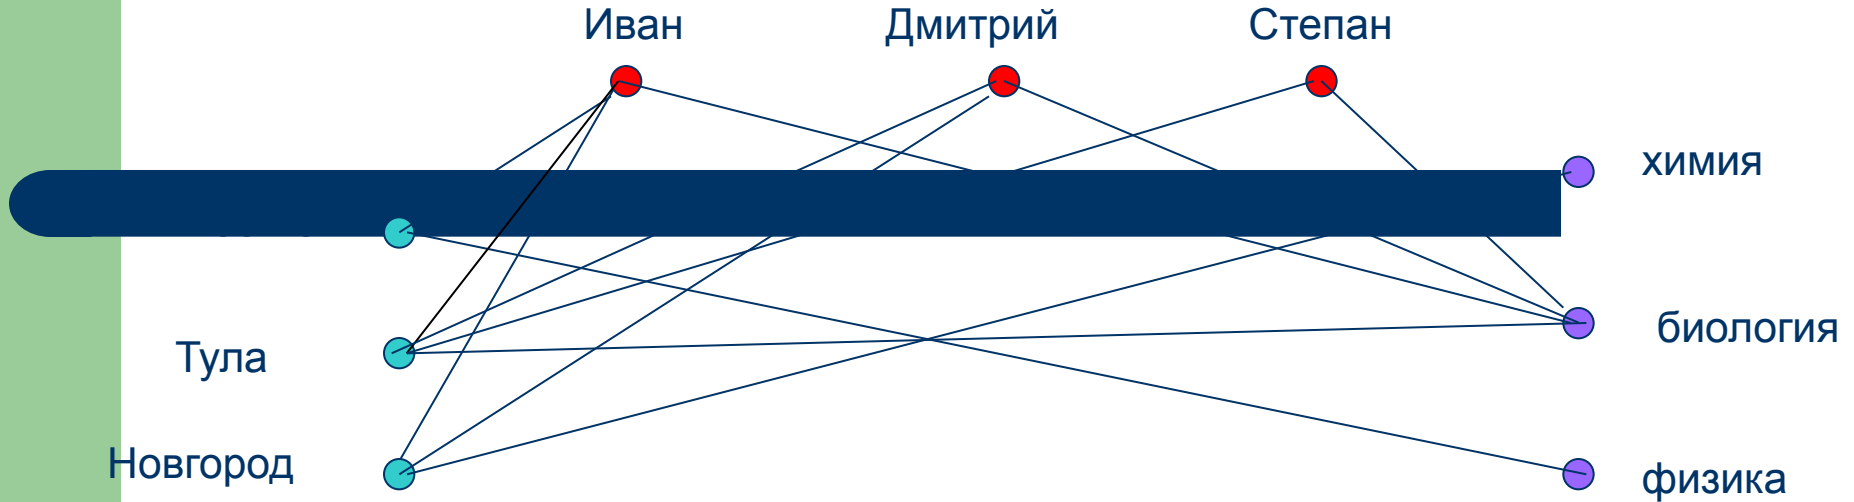 Иван
Дмитрий
Степан
химия
биология
Тула
Новгород
физика